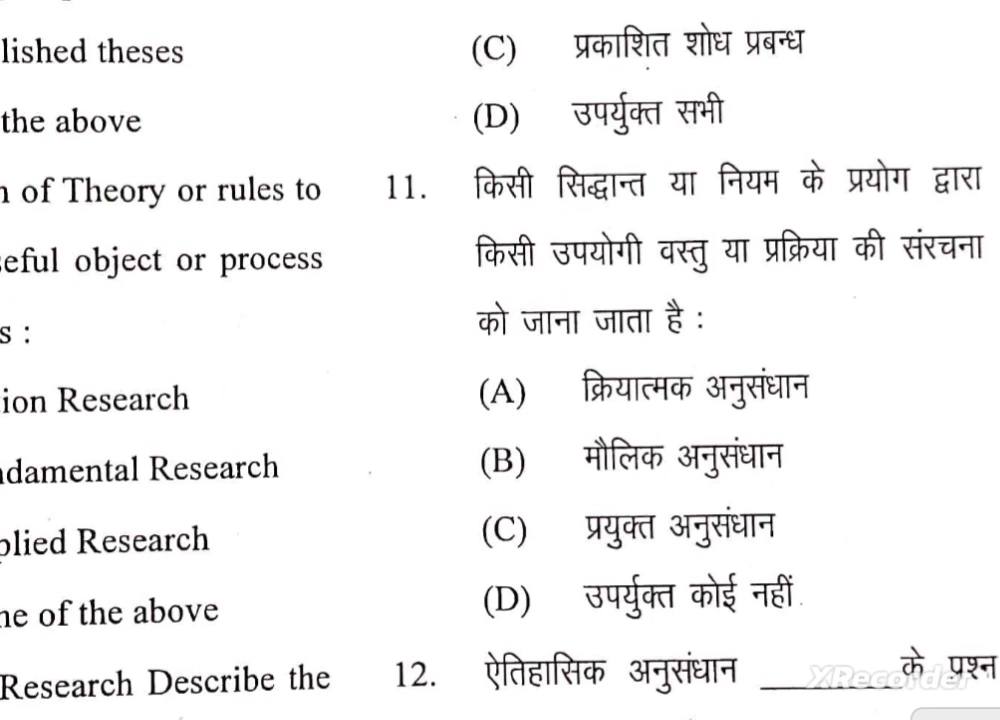 lished theses
the above
of Theory or rules to
eful object or process
s :
ion Research
damental Research
plied Research
ne of the above
Research Describe the
(C) प्रकाशित शोध प्रबन्ध
(D) उपर्युक्त सभी
11. किसी सिद्धान्त या नियम के प्रयोग द्वारा
किसी उपयोगी वस्तु या प्रक्रिया की संरचना
को जाना जाता है :
(A) क्रियात्मक अनुसंधान
(B) मौलिक अनुसंधान
(C) प्रयुक्त अनुसंधान
(D) उपर्युक्त कोई नहीं
12. ऐतिहासिक अनुसंधान ________ के प्रश्न
XRecorder